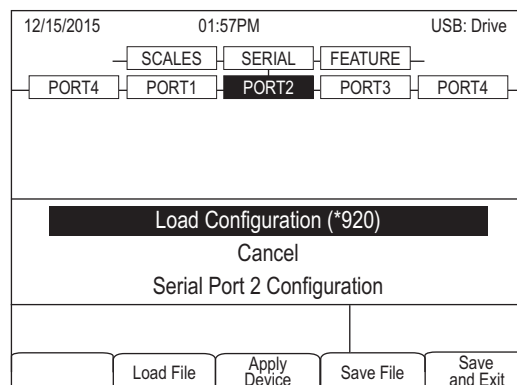 12/15/2015 01:57PM USB: Drive
SCALES SERIAL FEATURE
PORT4 PORT1 PORT2 PORT3 PORT4
Load Configuration (*920)
Cancel
Serial Port 2 Configuration
Load File Apply Device Save File Save and Exit